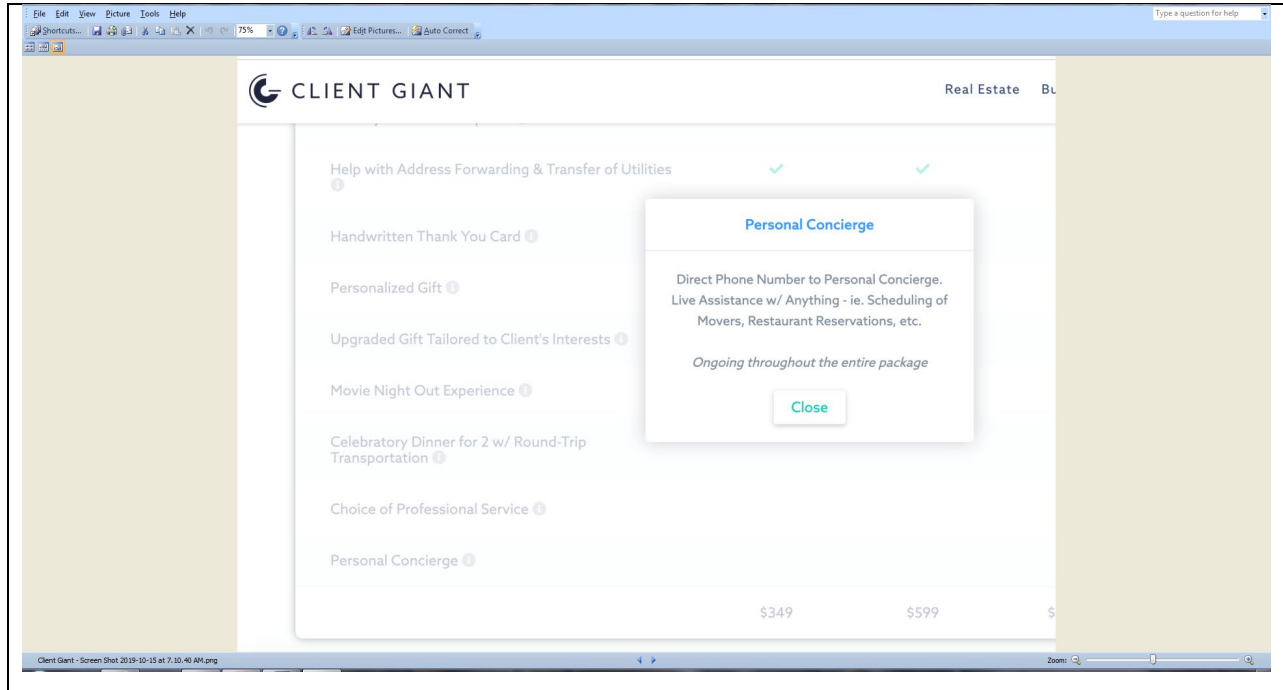 File Edit View Picture Tools Help
Type a question for help
Shortcuts... 75% Edit Pictures... Auto Correct
CLIENT GIANT
Real Estate Bu
Help with Address Forwarding & Transfer of Utilities
Handwritten Thank You Card
Personalized Gift
Upgraded Gift Tailored to Client's Interests
Movie Night Out Experience
Celebratory Dinner for 2 w/ Round-Trip
Transportation
Choice of Professional Service
Personal Concierge
$349 $599 $
Personal Concierge
Direct Phone Number to Personal Concierge.
Live Assistance w/ Anything - ie. Scheduling of
Movers, Restaurant Reservations, etc.
Ongoing throughout the entire package
Close
Client Giant - Screen Shot 2019-10-15 at 7.10.40 AM.png
Zoom: